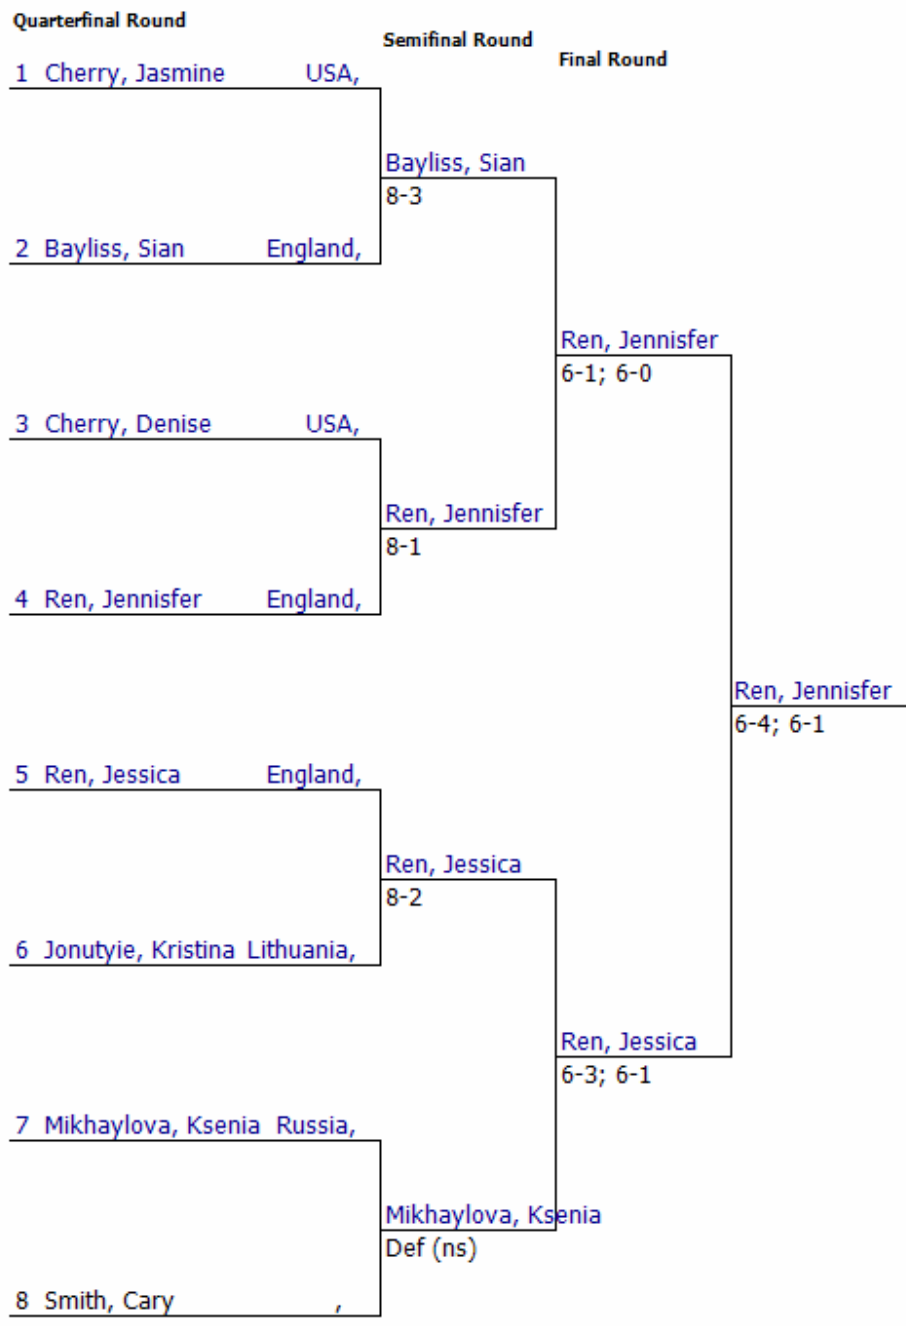 Quarterfinal Round
Semifinal Round
Final Round
1 Cherry, Jasmine USA,
Bayliss, Sian
8-3
2 Bayliss, Sian England,
Ren, Jennisfer
6-1; 6-0
3 Cherry, Denise USA,
Ren, Jennisfer
8-1
4 Ren, Jennisfer England,
Ren, Jennisfer
6-4; 6-1
5 Ren, Jessica England,
Ren, Jessica
8-2
6 Jonutyie, Kristina Lithuania,
Ren, Jessica
6-3; 6-1
7 Mikhaylova, Ksenia Russia,
Mikhaylova, Ksenia
Def (ns)
8 Smith, Cary ,